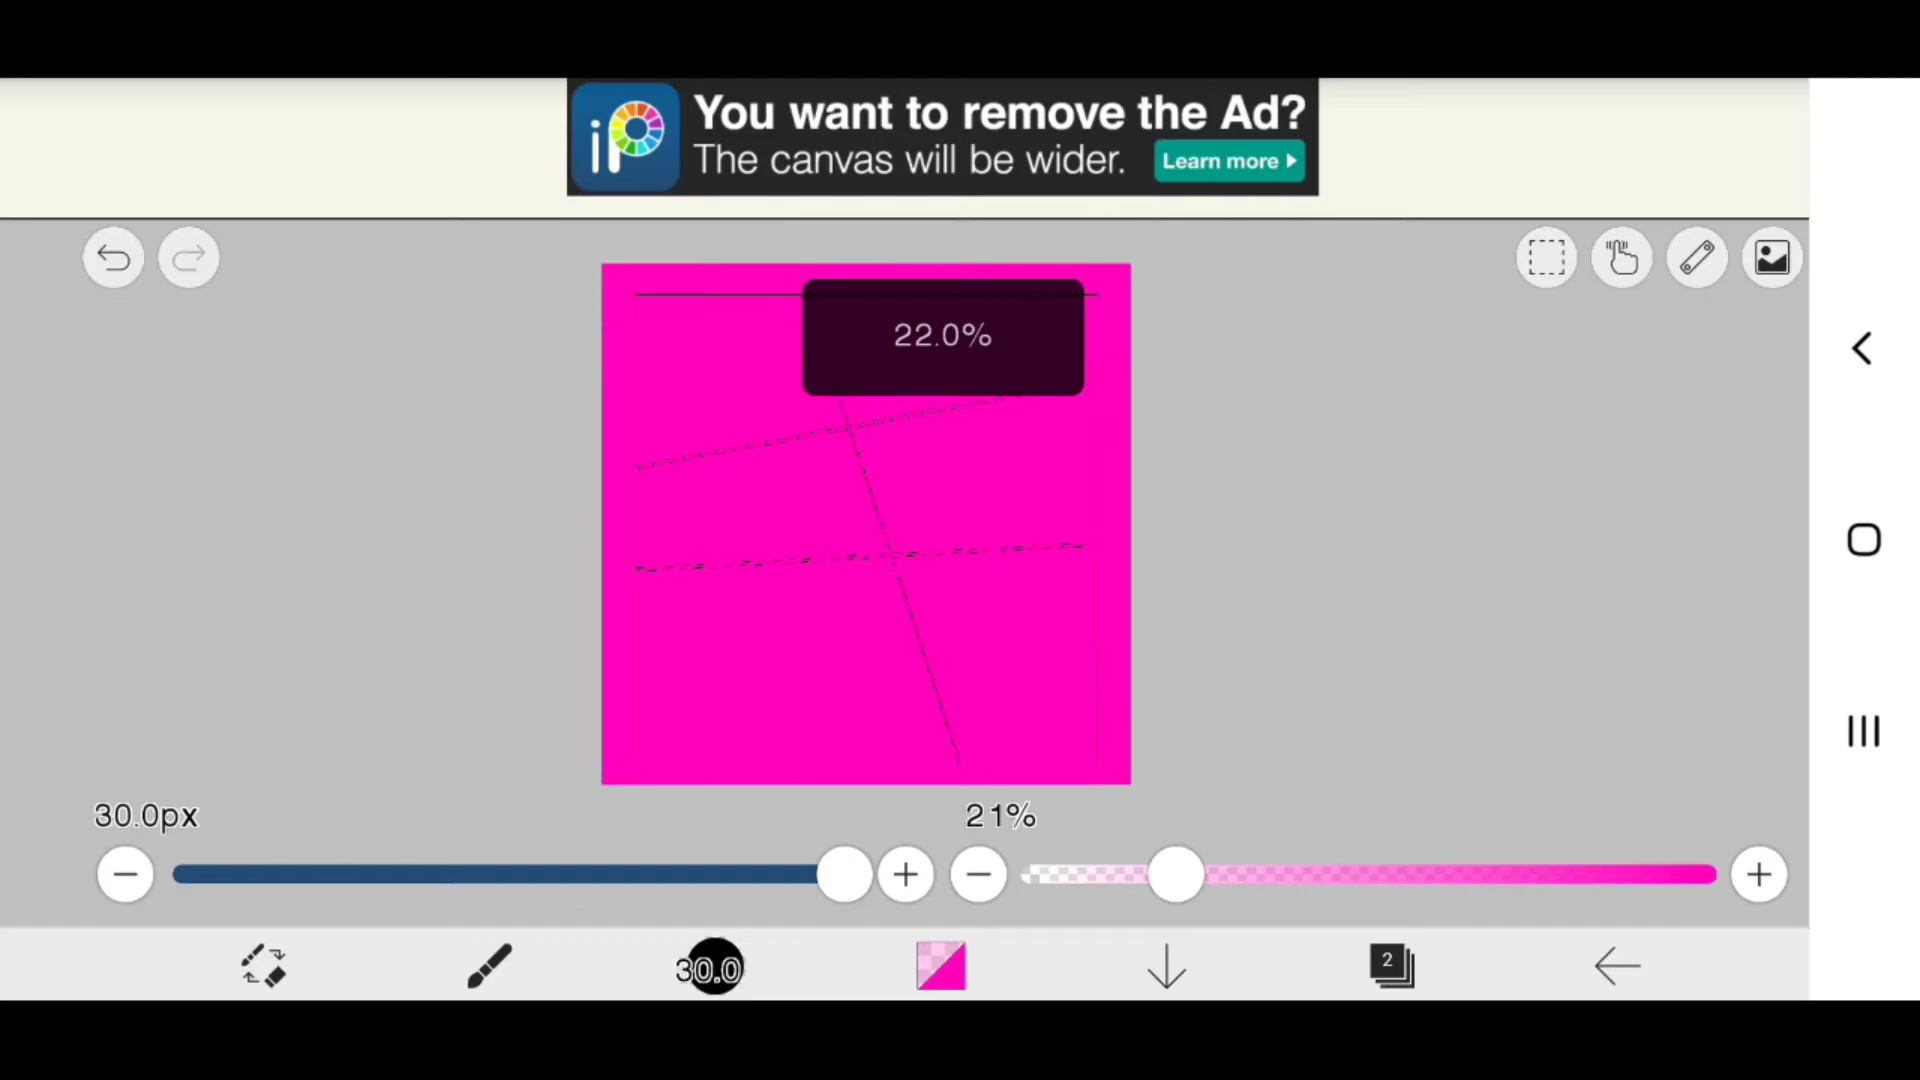 iP
You want to remove the Ad?
The canvas will be wider.
Learn more
22.0%
30.0px
21%
30.0
2